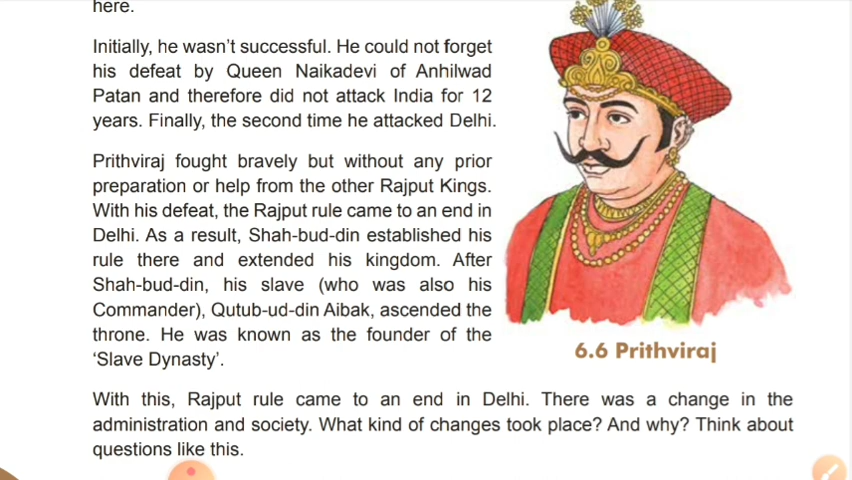 here.
Initially, he wasn't successful. He could not forget
his defeat by Queen Naikadevi of Anhilwad
Patan and therefore did not attack India for 12
years. Finally, the second time he attacked Delhi.
Prithviraj fought bravely but without any prior
preparation or help from the other Rajput Kings.
With his defeat, the Rajput rule came to an end in
Delhi. As a result, Shah-bud-din established his
rule there and extended his kingdom. After
Shah-bud-din, his slave (who was also his
Commander), Qutub-ud-din Aibak, ascended the
throne. He was known as the founder of the
‘Slave Dynasty’.
6.6 Prithviraj
With this, Rajput rule came to an end in Delhi. There was a change in the
administration and society. What kind of changes took place? And why? Think about
questions like this.